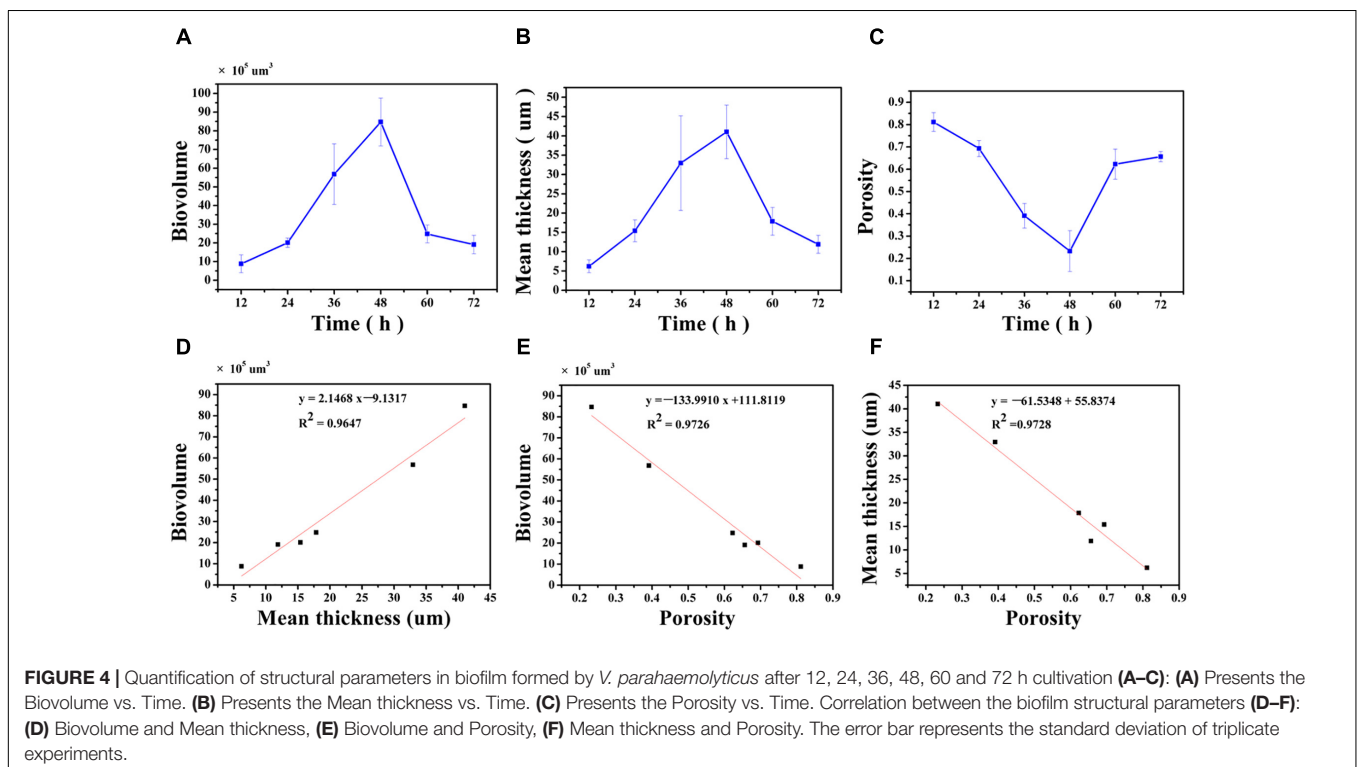 A
× 10⁵ um³
Biovolume
100
90
80
70
60
50
40
30
20
10
0
12 24 36 48 60 72
Time ( h )
B
Mean thickness ( um )
50
45
40
35
30
25
20
15
10
5
0
12 24 36 48 60 72
Time ( h )
C
Porosity
0.9
0.8
0.7
0.6
0.5
0.4
0.3
0.2
0.1
12 24 36 48 60 72
Time ( h )
D
× 10⁵ um³
Biovolume
90
80
70
60
50
40
30
20
10
0
y = 2.1468 x−9.1317
R² = 0.9647
5 10 15 20 25 30 35 40 45
Mean thickness (um)
E
× 10⁵ um³
Biovolume
90
80
70
60
50
40
30
20
10
0
y =−133.9910 x +111.8119
R² = 0.9726
0.2 0.3 0.4 0.5 0.6 0.7 0.8 0.9
Porosity
F
Mean thickness (um)
45
40
35
30
25
20
15
10
5
y = −61.5348 + 55.8374
R² =0.9728
0.2 0.3 0.4 0.5 0.6 0.7 0.8 0.9
Porosity
FIGURE 4 | Quantification of structural parameters in biofilm formed by V. parahaemolyticus after 12, 24, 36, 48, 60 and 72 h cultivation (A–C): (A) Presents the
Biovolume vs. Time. (B) Presents the Mean thickness vs. Time. (C) Presents the Porosity vs. Time. Correlation between the biofilm structural parameters (D–F):
(D) Biovolume and Mean thickness, (E) Biovolume and Porosity, (F) Mean thickness and Porosity. The error bar represents the standard deviation of triplicate
experiments.